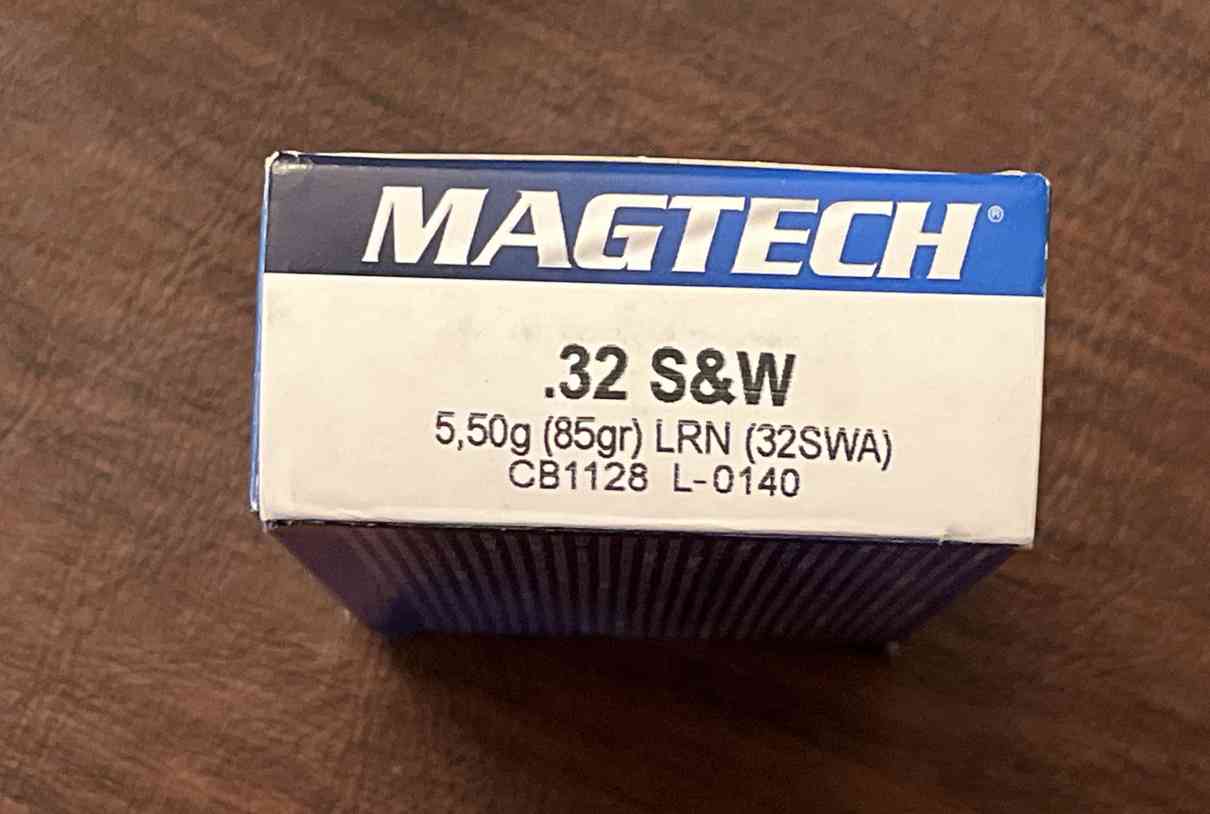 MAGTECH®
.32 S&W
5,50g (85gr) LRN (32SWA)
CB1128 L-0140